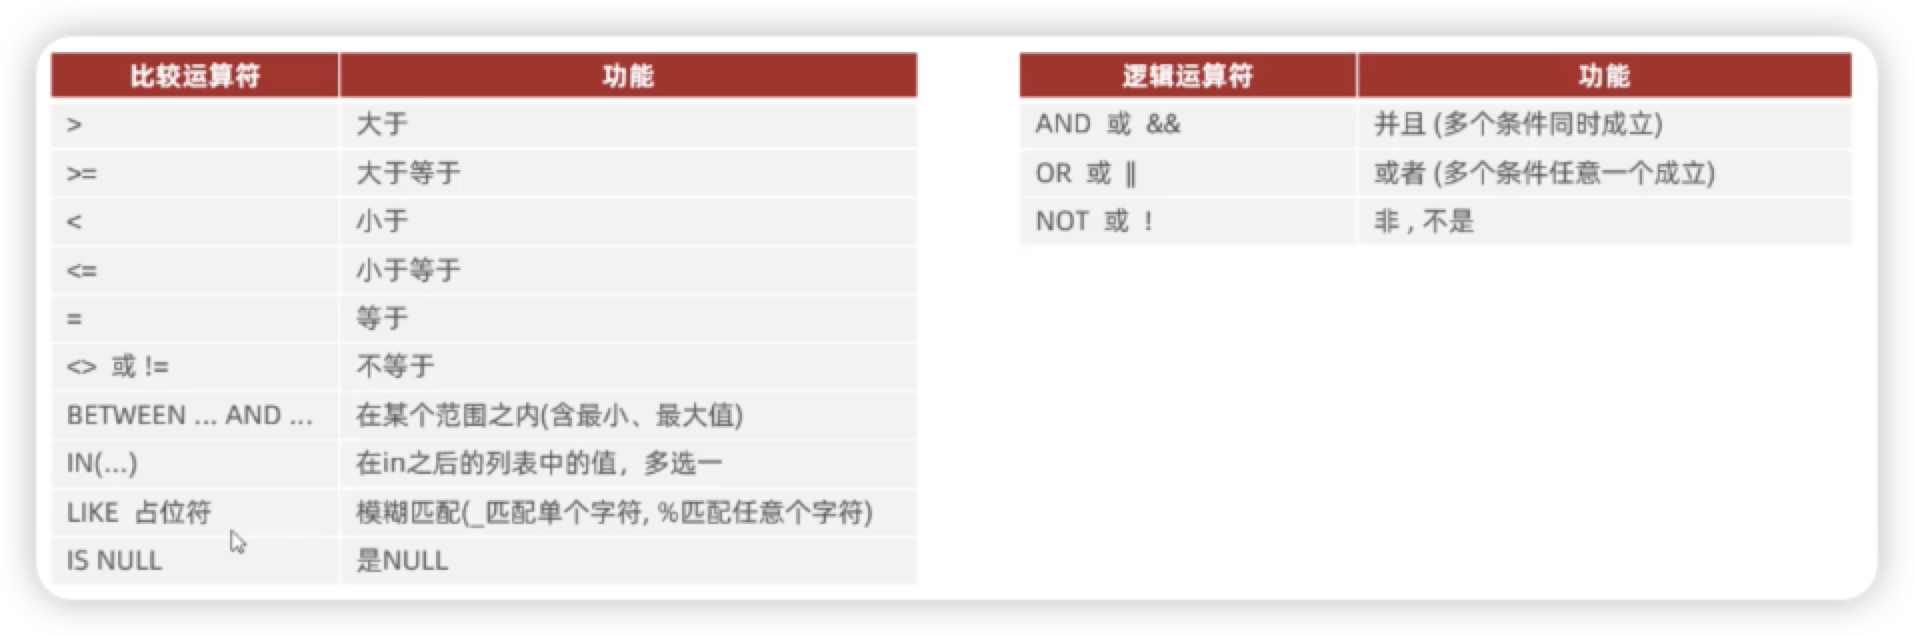 比较运算符 功能
> 大于
>= 大于等于
< 小于
<= 小于等于
= 等于
<> 或 != 不等于
BETWEEN ... AND ... 在某个范围之内(含最小、最大值)
IN(...) 在in之后的列表中的值，多选一
LIKE 占位符 模糊匹配(_匹配单个字符, %匹配任意个字符)
IS NULL 是NULL
逻辑运算符 功能
AND 或 && 并且 (多个条件同时成立)
OR 或 || 或者 (多个条件任意一个成立)
NOT 或 ! 非 , 不是